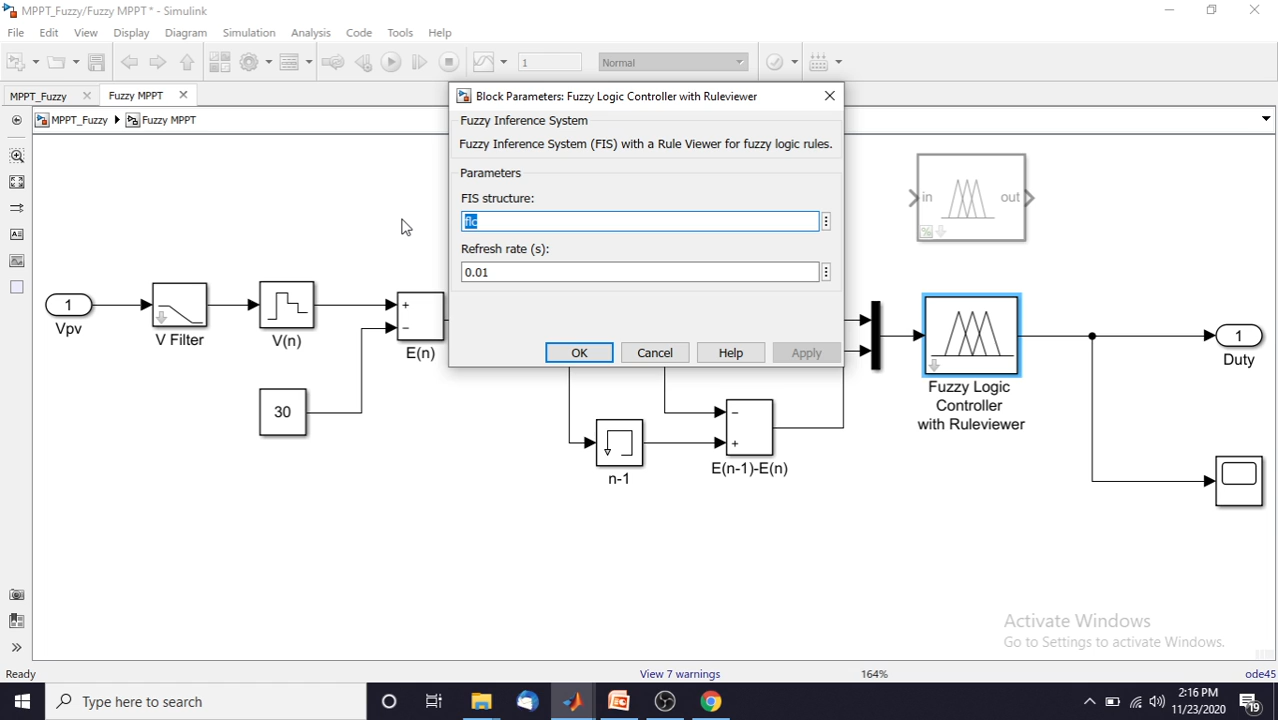 MPPT_Fuzzy/Fuzzy MPPT * - Simulink
File Edit View Display Diagram Simulation Analysis Code Tools Help
1
Normal
MPPT_Fuzzy
Fuzzy MPPT
MPPT_Fuzzy
Fuzzy MPPT
Block Parameters: Fuzzy Logic Controller with Ruleviewer
Fuzzy Inference System
Fuzzy Inference System (FIS) with a Rule Viewer for fuzzy logic rules.
Parameters
FIS structure:
flc
Refresh rate (s):
0.01
OK Cancel Help Apply
in out
1
Vpv
V Filter
V(n)
+
−
E(n)
30
n-1
−
+
E(n-1)-E(n)
Fuzzy Logic
Controller
with Ruleviewer
1
Duty
Activate Windows
Go to Settings to activate Windows.
Ready
View 7 warnings
164%
ode45
Type here to search
2:16 PM
11/23/2020
19